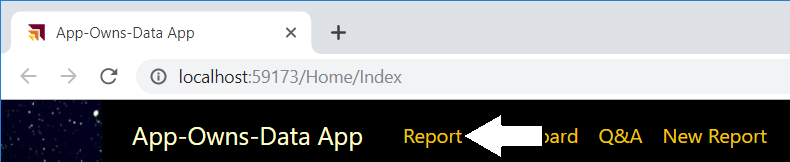 App-Owns-Data App
localhost:59173/Home/Index
App-Owns-Data App Report Q&A New Report